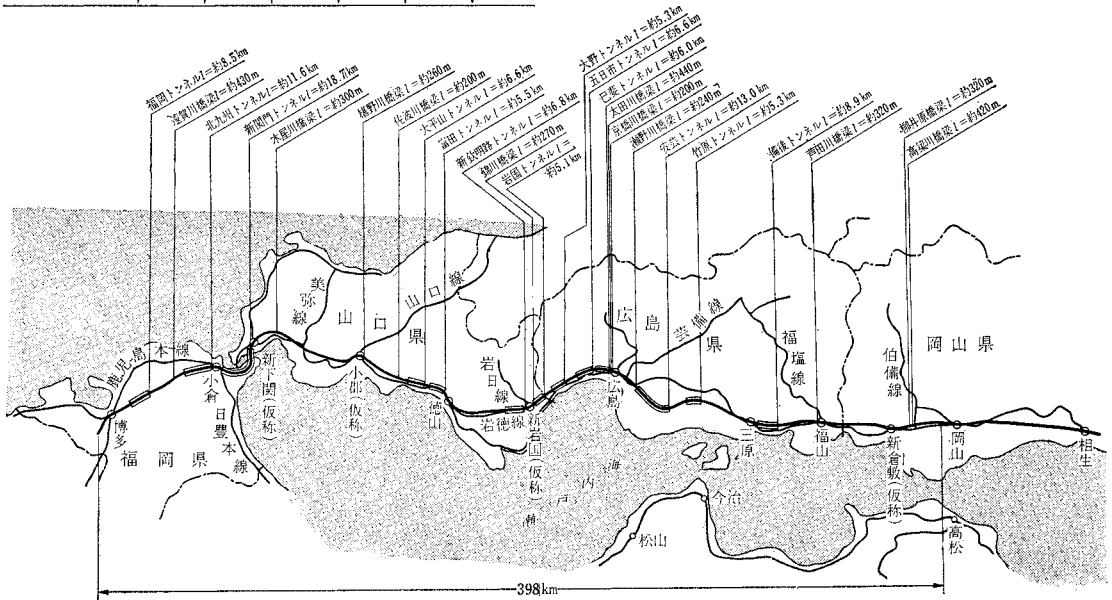 福岡トンネルl=約8.5km
遠賀川橋梁l=約430m
北九州トンネルl=約11.6km
新関門トンネルl=約18.7km
木屋川橋梁l=約300m
椹野川橋梁l=約260m
佐波川橋梁l=約200m
大平山トンネルl=約6.6km
富田トンネルl=約5.5km
新欽明路トンネルl=約6.8km
錦川橋梁l=約270m
岩国トンネルl=約5.1km
大野トンネルl=約5.3km
五日市トンネルl=約6.6km
己斐トンネルl=約6.0km
太田川橋梁l=約440m
京橋川橋梁l=約200m
瀬野川橋梁l=約240m
安芸トンネルl=約13.0km
竹原トンネルl=約5.3km
備後トンネルl=約8.9km
芦田川橋梁l=約320m
柳井原橋梁l=約320m
高梁川橋梁l=約420m
鹿児島本線
小倉
日豊本線
博多
福岡県
新下関(仮称)
美弥線
山口県
山口線
小郡(仮称)
徳山
岩徳線
岩日線
新岩国(仮称)
広島県
広島
芸備線
三原
福塩線
福山
伯備線
新倉敷(仮称)
岡山県
岡山
相生
瀬戸内海
今治
松山
高松
398km